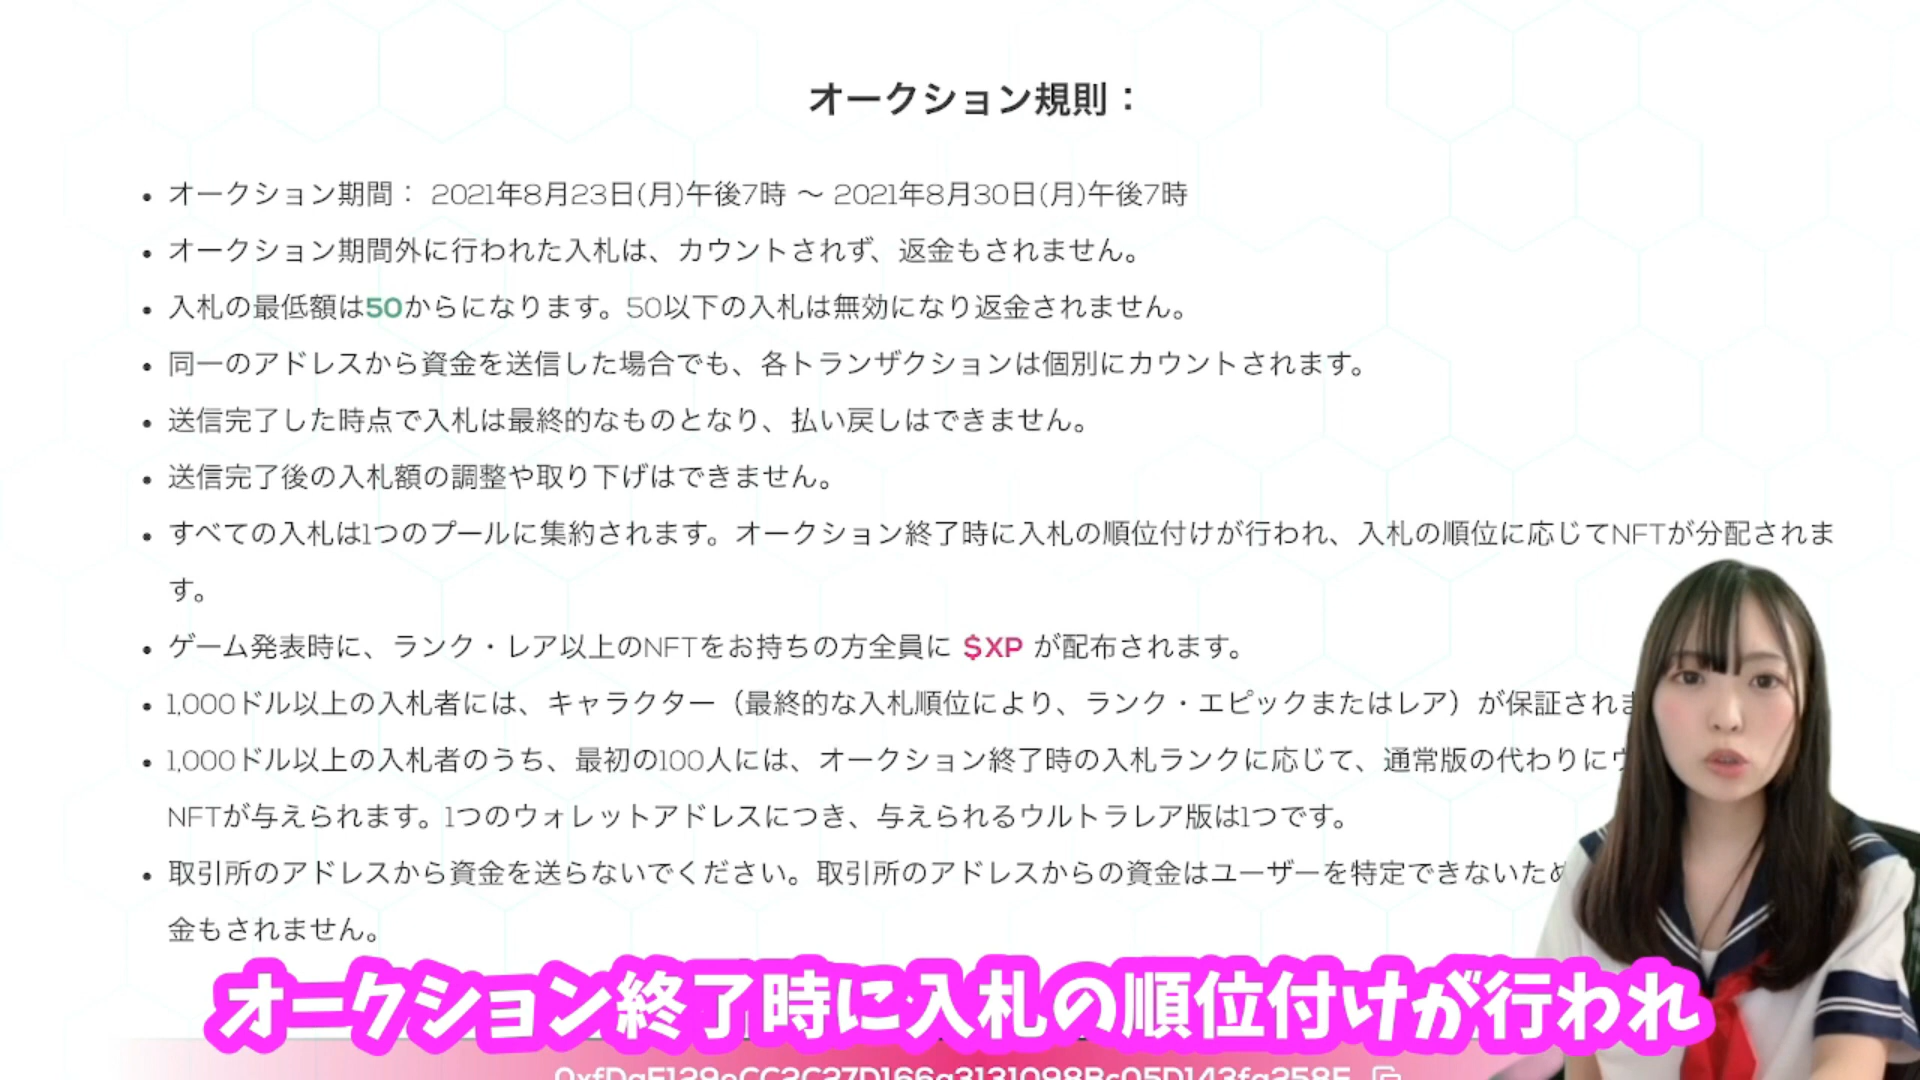 オークション規則：
・オークション期間： 2021年8月23日(月)午後7時 〜 2021年8月30日(月)午後7時
・オークション期間外に行われた入札は、カウントされず、返金もされません。
・入札の最低額は50からになります。50以下の入札は無効になり返金されません。
・同一のアドレスから資金を送信した場合でも、各トランザクションは個別にカウントされます。
・送信完了した時点で入札は最終的なものとなり、払い戻しはできません。
・送信完了後の入札額の調整や取り下げはできません。
・すべての入札は1つのプールに集約されます。オークション終了時に入札の順位付けが行われ、入札の順位に応じてNFTが分配されま
す。
・ゲーム発表時に、ランク・レア以上のNFTをお持ちの方全員に $XP が配布されます。
・1,000ドル以上の入札者には、キャラクター（最終的な入札順位により、ランク・エピックまたはレア）が保証されま
・1,000ドル以上の入札者のうち、最初の100人には、オークション終了時の入札ランクに応じて、通常版の代わりに
NFTが与えられます。1つのウォレットアドレスにつき、与えられるウルトラレア版は1つです。
・取引所のアドレスから資金を送らないでください。取引所のアドレスからの資金はユーザーを特定できないため
金もされません。
オークション終了時に入札の順位付けが行われ